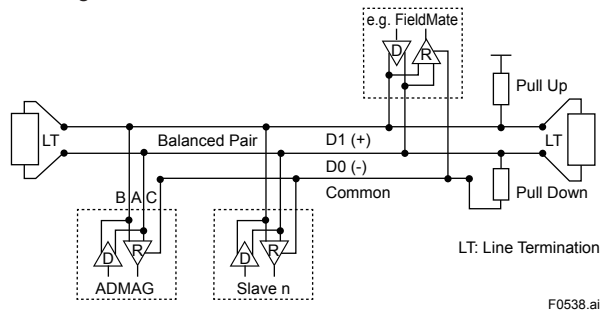 e.g. FieldMate
D
R
Pull Up
LT
Balanced Pair
D1 (+)
LT
D0 (-)
B A C
Common
Pull Down
D
R
D
R
LT: Line Termination
ADMAG
Slave n
F0538.ai